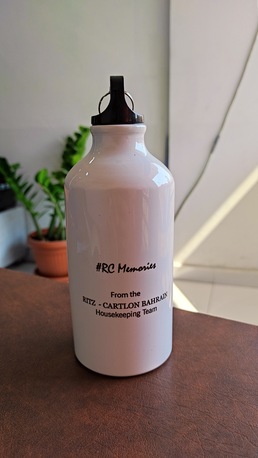 #RC Memories
From the
RITZ - CARTLON BAHRAIN
Housekeeping Team